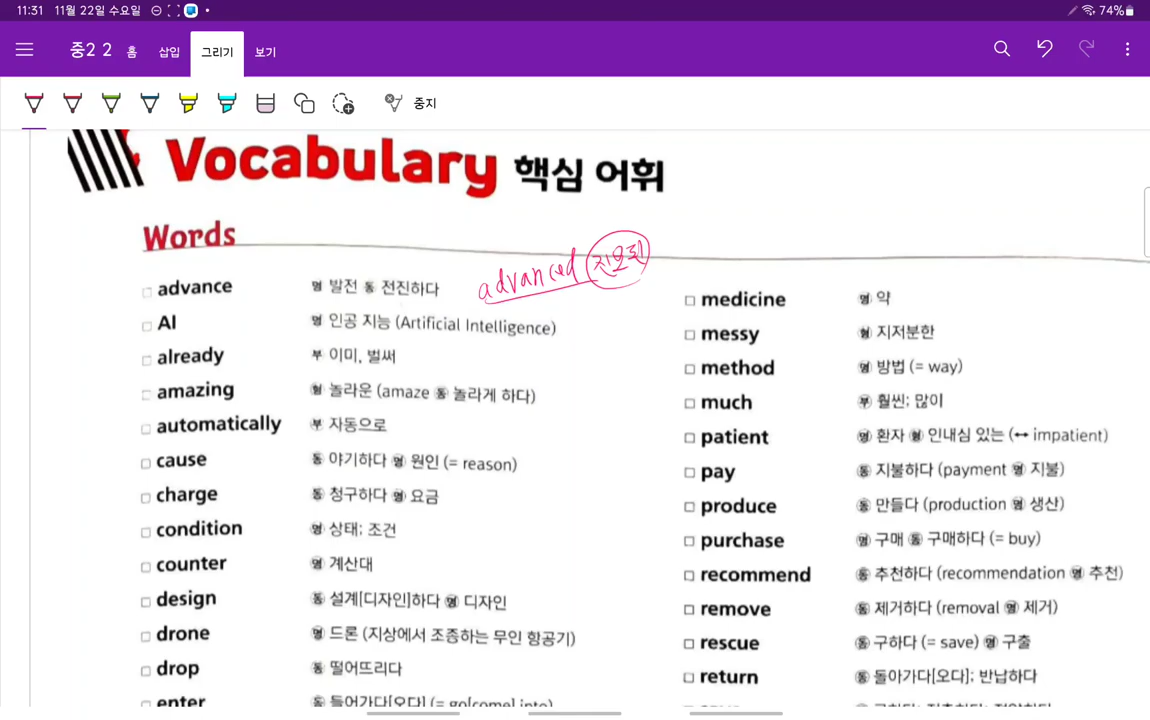 11:31 11월 22일 수요일
74%
중2 2 홈 삽입 그리기 보기
중지
Vocabulary 핵심 어휘
Words
advanced
advance 명 발전 동 전진하다
AI 명 인공 지능 (Artificial Intelligence)
already 부 이미, 벌써
amazing 형 놀라운 (amaze 동 놀라게 하다)
automatically 부 자동으로
cause 동 야기하다 명 원인 (= reason)
charge 동 청구하다 명 요금
condition 명 상태; 조건
counter 명 계산대
design 동 설계[디자인]하다 명 디자인
drone 명 드론 (지상에서 조종하는 무인 항공기)
drop 동 떨어뜨리다
enter 동 들어가다[오다] (= go[come] into)
medicine 명 약
messy 형 지저분한
method 명 방법 (= way)
much 부 훨씬; 많이
patient 명 환자 형 인내심 있는 (↔ impatient)
pay 동 지불하다 (payment 명 지불)
produce 동 만들다 (production 명 생산)
purchase 명 구매 동 구매하다 (= buy)
recommend 동 추천하다 (recommendation 명 추천)
remove 동 제거하다 (removal 명 제거)
rescue 동 구하다 (= save) 명 구출
return 동 돌아가다[오다]; 반납하다